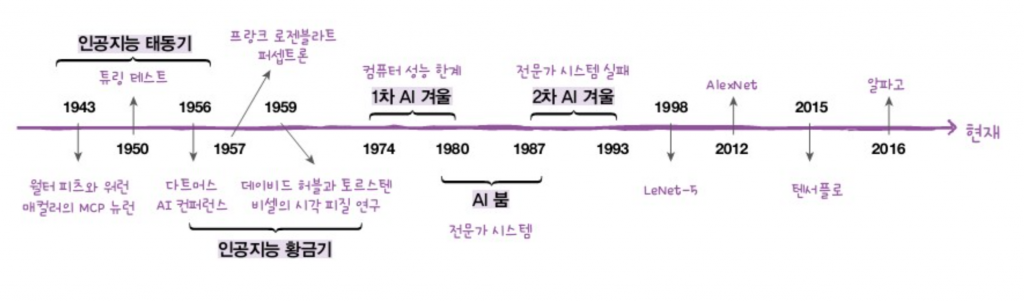 인공지능 태동기
튜링 테스트
프랑크 로젠블라트
퍼셉트론
컴퓨터 성능 한계
1차 AI 겨울
전문가 시스템 실패
2차 AI 겨울
AlexNet
알파고
1943
1956
1959
1998
2015
현재
1950
1957
1974
1980
1987
1993
2012
2016
월터 피츠와 워런
매컬러의 MCP 뉴런
다트머스
AI 컨퍼런스
데이비드 허블과 토르스텐
비셀의 시각 피질 연구
인공지능 황금기
AI 붐
전문가 시스템
LeNet-5
텐서플로